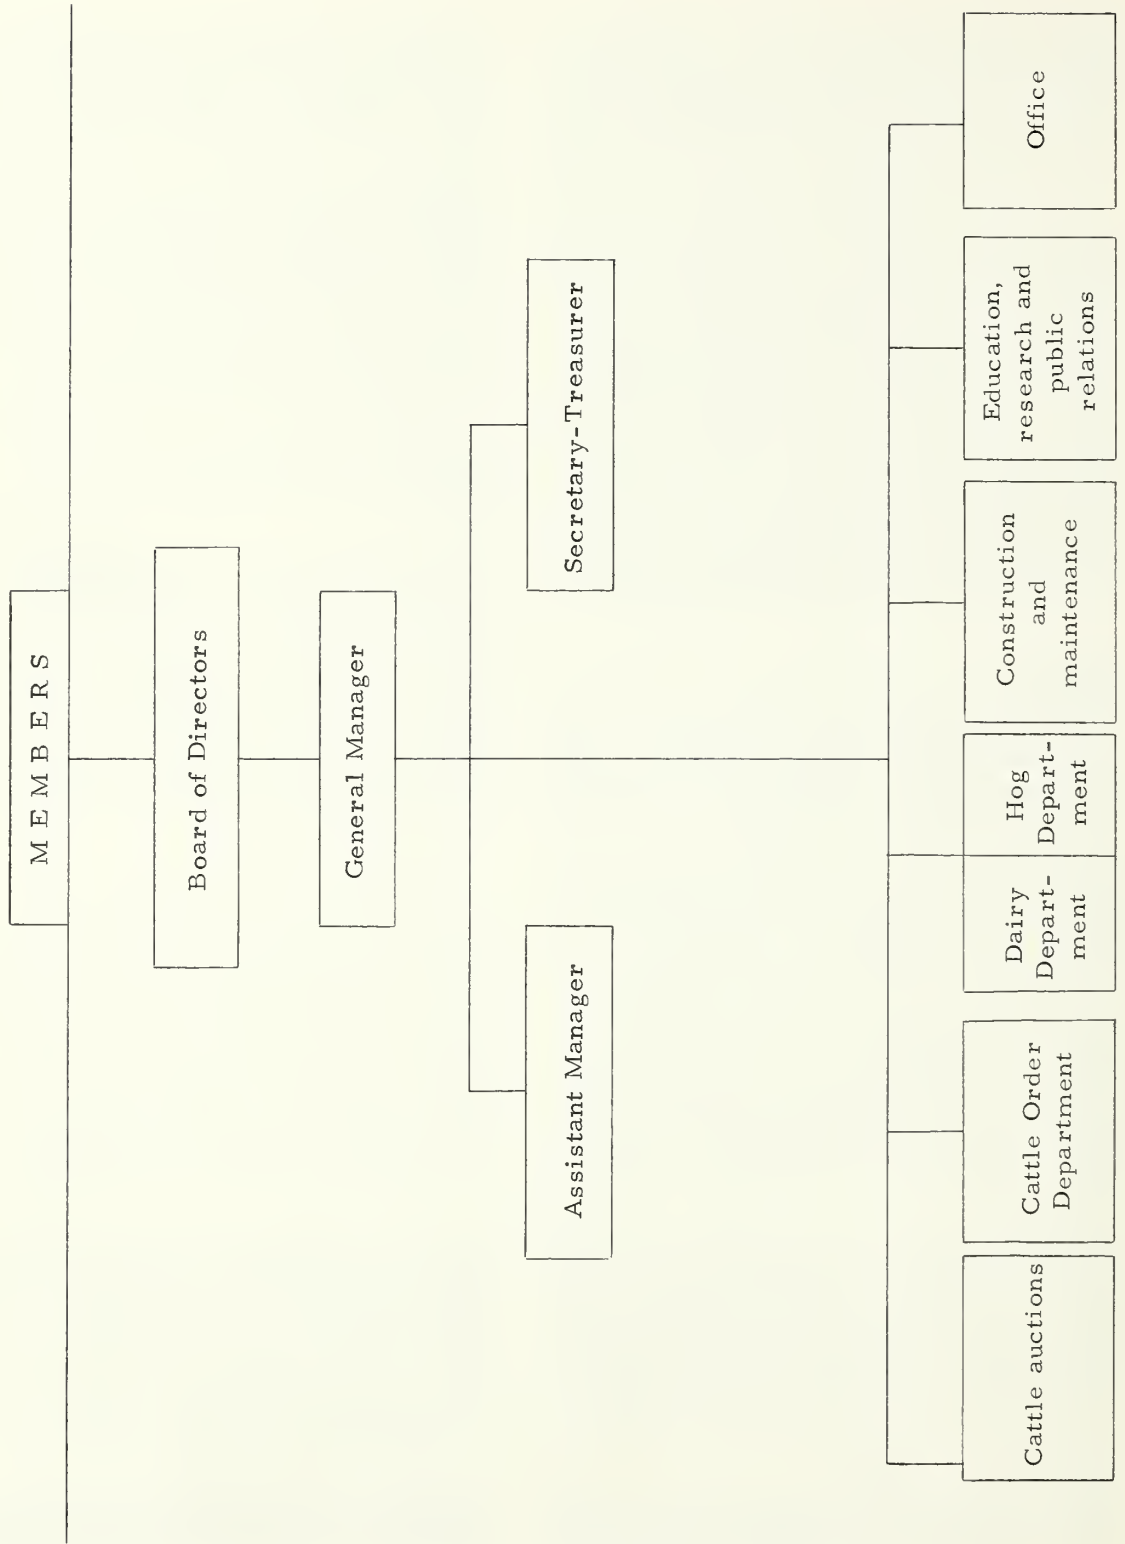 MEMBERS
Board of Directors
General Manager
Assistant Manager
Secretary-Treasurer
Cattle auctions
Cattle Order
Department
Dairy
Depart-
ment
Hog
Depart-
ment
Construction
and
maintenance
Education,
research and
public
relations
Office